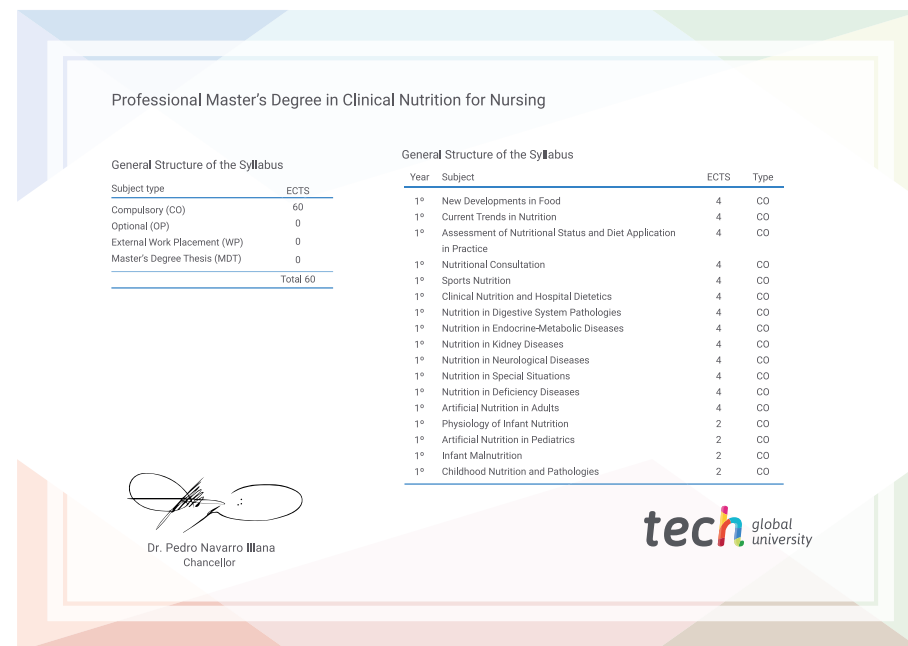 Professional Master's Degree in Clinical Nutrition for Nursing
General Structure of the Syllabus
Subject type ECTS
Compulsory (CO) 60
Optional (OP) 0
External Work Placement (WP) 0
Master's Degree Thesis (MDT) 0
Total 60
General Structure of the Syllabus
Year Subject ECTS Type
1º New Developments in Food 4 CO
1º Current Trends in Nutrition 4 CO
1º Assessment of Nutritional Status and Diet Application 4 CO
in Practice
1º Nutritional Consultation 4 CO
1º Sports Nutrition 4 CO
1º Clinical Nutrition and Hospital Dietetics 4 CO
1º Nutrition in Digestive System Pathologies 4 CO
1º Nutrition in Endocrine-Metabolic Diseases 4 CO
1º Nutrition in Kidney Diseases 4 CO
1º Nutrition in Neurological Diseases 4 CO
1º Nutrition in Special Situations 4 CO
1º Nutrition in Deficiency Diseases 4 CO
1º Artificial Nutrition in Adults 4 CO
1º Physiology of Infant Nutrition 2 CO
1º Artificial Nutrition in Pediatrics 2 CO
1º Infant Malnutrition 2 CO
1º Childhood Nutrition and Pathologies 2 CO
Dr. Pedro Navarro Illana
Chancellor
tech global
university